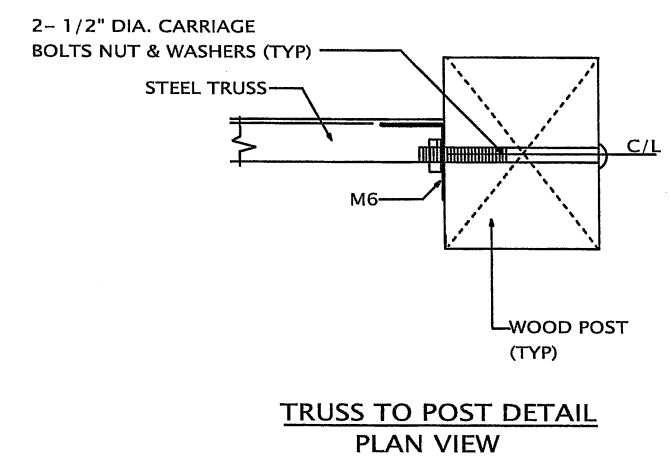 2- 1/2" DIA. CARRIAGE
BOLTS NUT & WASHERS (TYP)
STEEL TRUSS
C/L
M6
WOOD POST
(TYP)
TRUSS TO POST DETAIL
PLAN VIEW